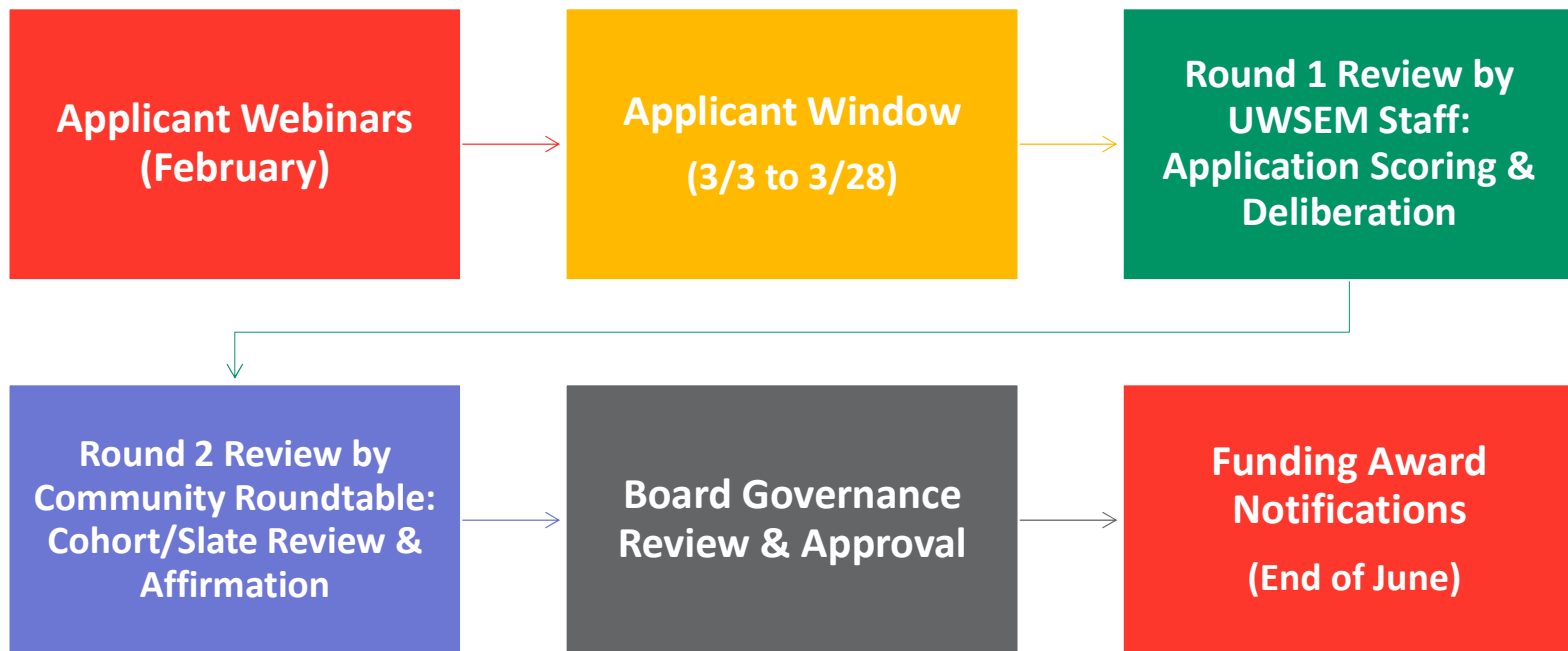 Applicant Webinars
(February)
Applicant Window
(3/3 to 3/28)
Round 1 Review by
UWSEM Staff:
Application Scoring &
Deliberation
Round 2 Review by
Community Roundtable:
Cohort/Slate Review &
Affirmation
Board Governance
Review & Approval
Funding Award
Notifications
(End of June)